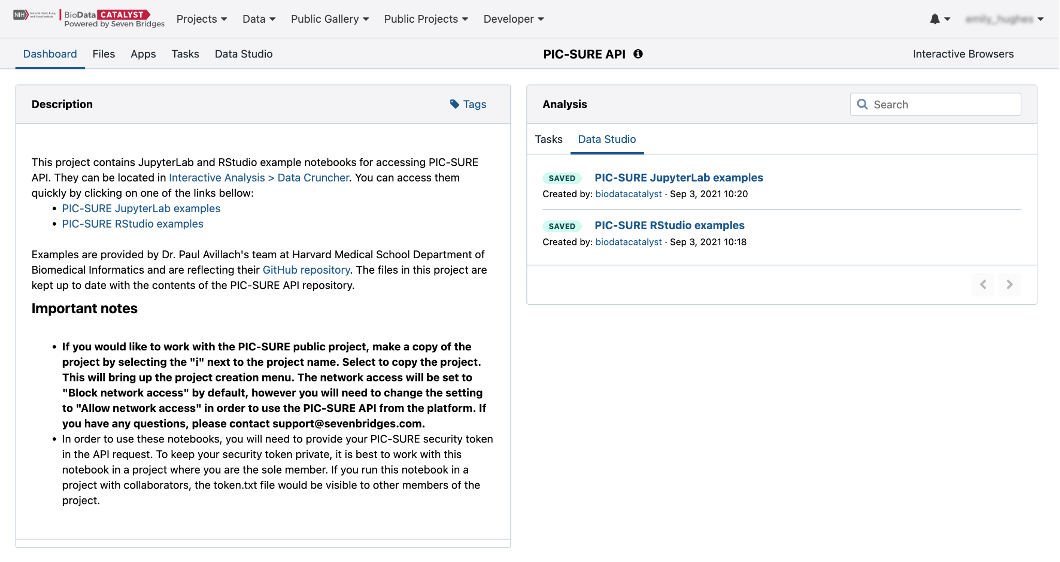 NIH BioData CATALYST
Powered by Seven Bridges
Projects Data Public Gallery Public Projects Developer
Dashboard Files Apps Tasks Data Studio
PIC-SURE API
Interactive Browsers
Description
Tags
This project contains JupyterLab and RStudio example notebooks for accessing PIC-SURE
API. They can be located in Interactive Analysis > Data Cruncher. You can access them
quickly by clicking on one of the links bellow:
• PIC-SURE JupyterLab examples
• PIC-SURE RStudio examples
Examples are provided by Dr. Paul Avillach's team at Harvard Medical School Department of
Biomedical Informatics and are reflecting their GitHub repository. The files in this project are
kept up to date with the contents of the PIC-SURE API repository.
Important notes
• If you would like to work with the PIC-SURE public project, make a copy of the
project by selecting the "i" next to the project name. Select to copy the project.
This will bring up the project creation menu. The network access will be set to
"Block network access" by default, however you will need to change the setting
to "Allow network access" in order to use the PIC-SURE API from the platform. If
you have any questions, please contact support@sevenbridges.com.
• In order to use these notebooks, you will need to provide your PIC-SURE security token
in the API request. To keep your security token private, it is best to work with this
notebook in a project where you are the sole member. If you run this notebook in a
project with collaborators, the token.txt file would be visible to other members of the
project.
Analysis
Search
Tasks Data Studio
SAVED PIC-SURE JupyterLab examples
Created by: biodatacatalyst - Sep 3, 2021 10:20
SAVED PIC-SURE RStudio examples
Created by: biodatacatalyst - Sep 3, 2021 10:18